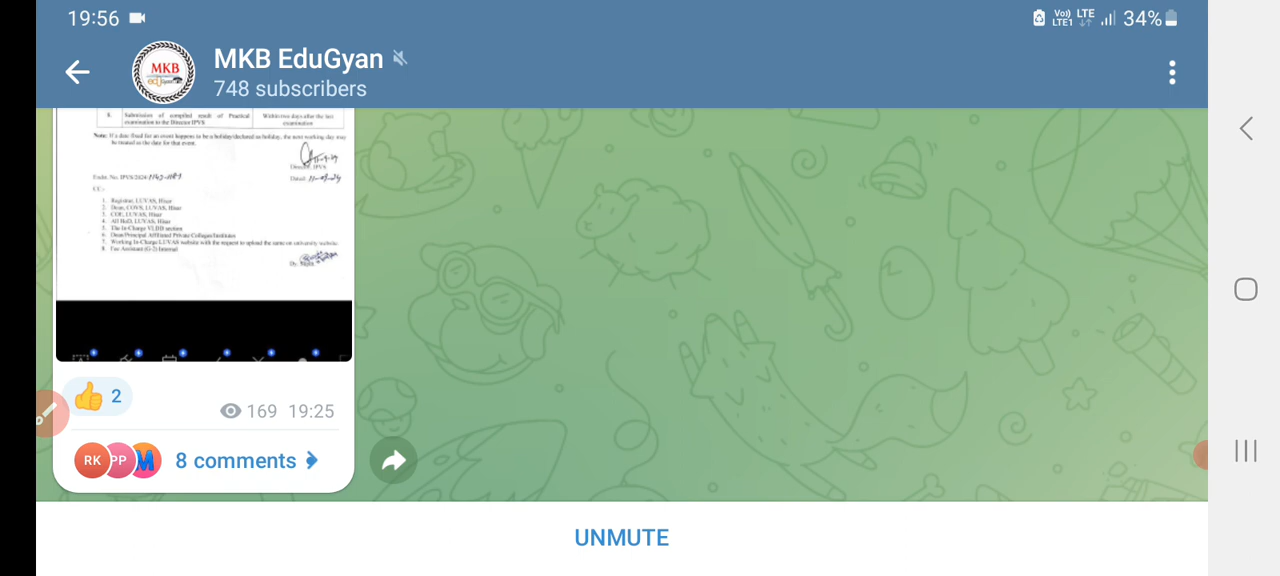 19:56
Vo)) LTE
LTE1
34%
MKB
MKB EduGyan
748 subscribers
8. Submission of compiled result of Practical Within two days after the last
examination to the Director IPVS examination
Note: If a date fixed for an event happens to be a holiday/declared as holiday, the next working day may
be treated as the date for that event.
Director, IPVS
Endst. No. IPVS/2024/ Dated:
CC:-
1. Registrar, LUVAS, Hisar
2. Dean, COVS, LUVAS, Hisar
3. COE, LUVAS, Hisar
4. All HoD, LUVAS, Hisar
5. The In-Charge VLDD section
6. Dean/Principal Affiliated Private Colleges/Institutes
7. Working In-Charge LUVAS website with the request to upload the same on university website
8. Internal
2
169 19:25
RK PP M 8 comments
UNMUTE